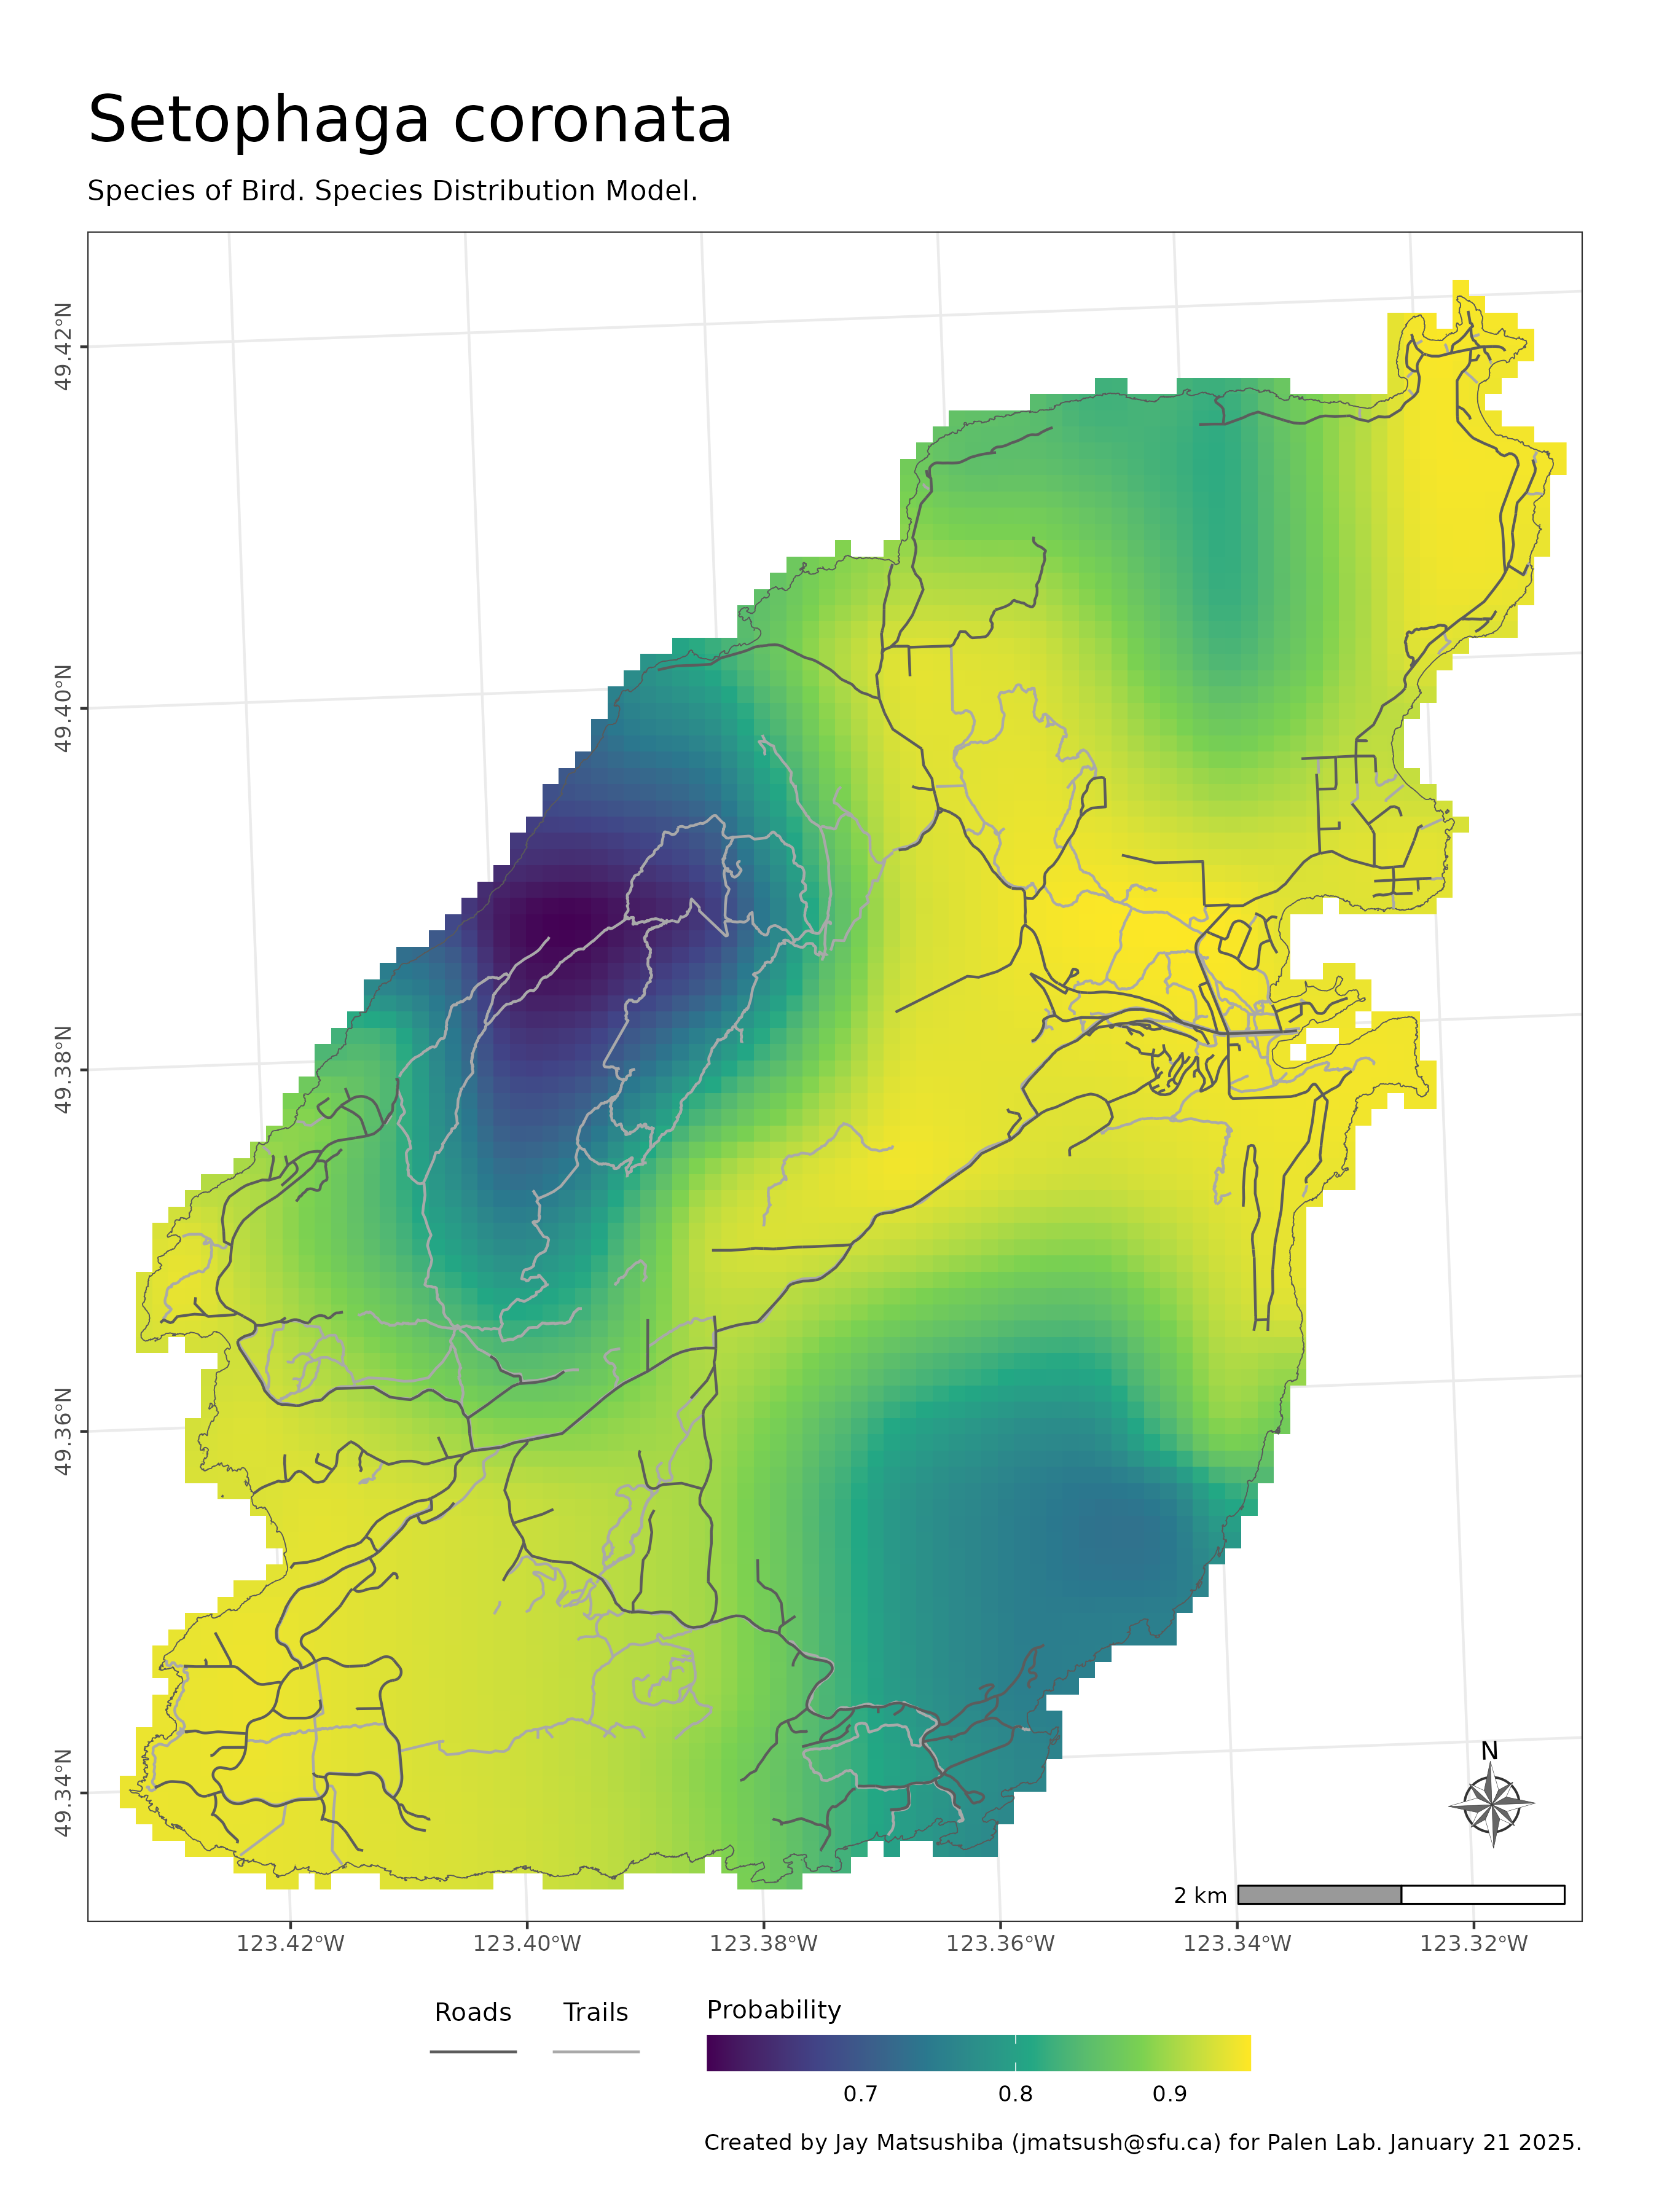 Setophaga coronata
Species of Bird. Species Distribution Model.
49.42°N
49.40°N
49.38°N
49.36°N
49.34°N
N
2 km
123.42°W 123.40°W 123.38°W 123.36°W 123.34°W 123.32°W
Roads Trails Probability
0.7 0.8 0.9
Created by Jay Matsushiba (jmatsush@sfu.ca) for Palen Lab. January 21 2025.